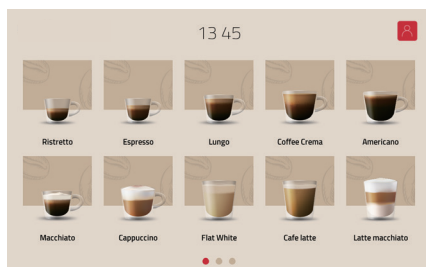 13 45
Ristretto Espresso Lungo Coffee Crema Americano
Macchiato Cappuccino Flat White Cafe latte Latte macchiato